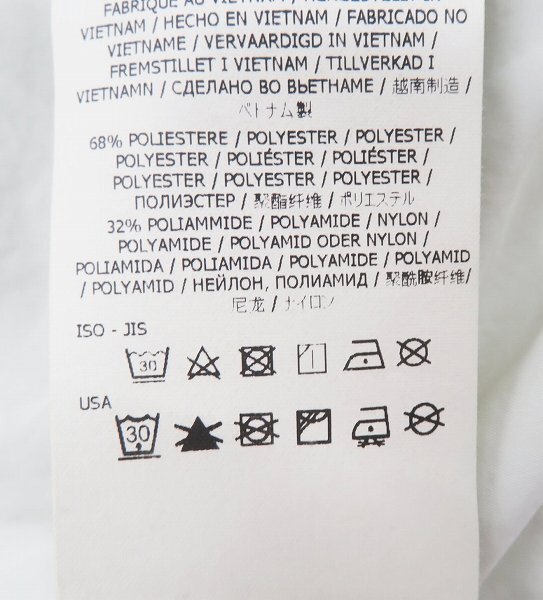 FABRIQUÉ AU VIETNAM /
VIETNAM / HECHO EN VIETNAM / FABRICADO NO
VIETNAME / VERVAARDIGD IN VIETNAM /
FREMSTILLET I VIETNAM / TILLVERKAD I
VIETNAMN / СДЕЛАНО ВО ВЬЕТНАМЕ / 越南制造 /
ベトナム製
68% POLIESTERE / POLYESTER / POLYESTER /
POLYESTER / POLIÉSTER / POLIÉSTER /
POLYESTER / POLYESTER / POLYESTER /
ПОЛИЭСТЕР / 聚酯纤维 / ポリエステル
32% POLIAMMIDE / POLYAMIDE / NYLON /
POLYAMIDE / POLYAMID ODER NYLON /
POLIAMIDA / POLIAMIDA / POLYAMIDE / POLYAMID
/ POLYAMID / НЕЙЛОН, ПОЛИАМИД / 聚酰胺纤维/
尼龙 / ナイロン
ISO - JIS
30
USA
30